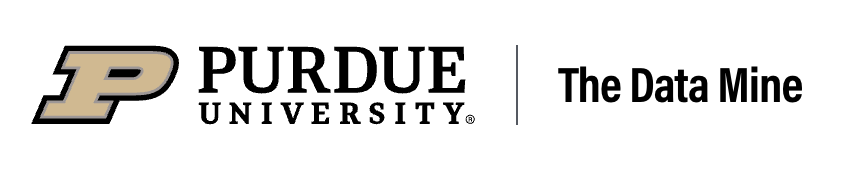 P
PURDUE
UNIVERSITY®
The Data Mine